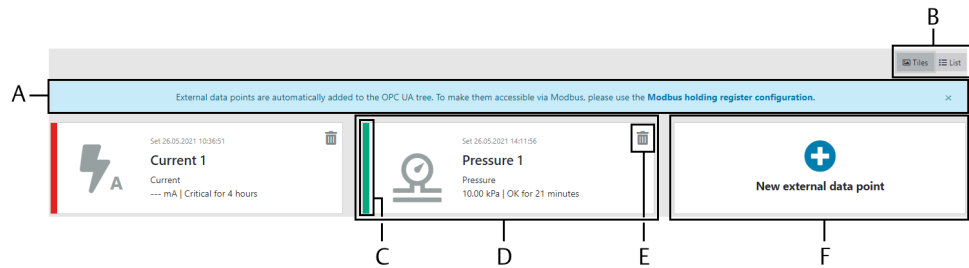 B
Tiles List
A
External data points are automatically added to the OPC UA tree. To make them accessible via Modbus, please use the Modbus holding register configuration. ×
Set 26.05.2021 10:36:51
Current 1
Current
--- mA | Critical for 4 hours
A
Set 26.05.2021 14:11:56
Pressure 1
Pressure
10.00 kPa | OK for 21 minutes
New external data point
C D E F